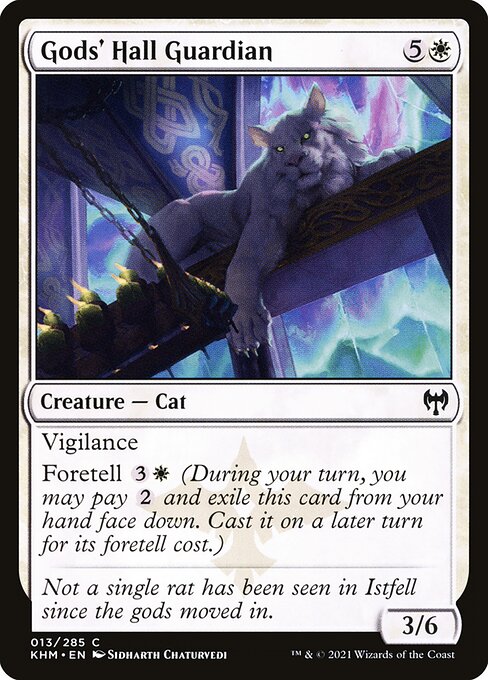 Gods' Hall Guardian 5
Creature — Cat
Vigilance
Foretell 3 (During your turn, you
may pay 2 and exile this card from your
hand face down. Cast it on a later turn
for its foretell cost.)
Not a single rat has been seen in Istfell
since the gods moved in.
3/6
013/285 C
KHM • EN Sidharth Chaturvedi
™ & © 2021 Wizards of the Coast